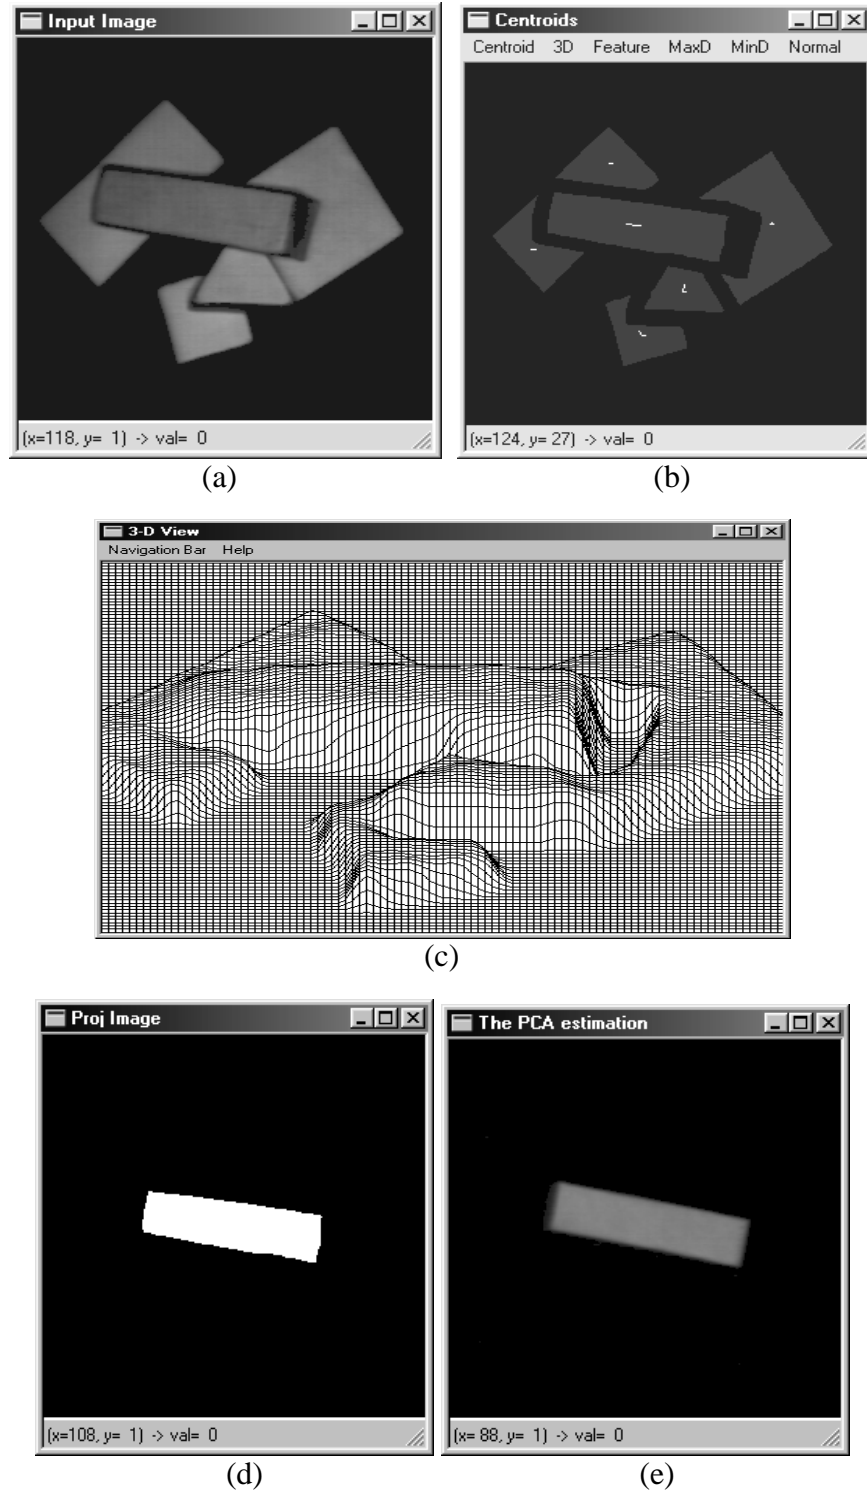 Input Image
(x=118, y= 1) -> val= 0
(a)
Centroids
Centroid 3D Feature MaxD MinD Normal
(x=124, y= 27) -> val= 0
(b)
3-D View
Navigation Bar Help
(c)
Proj Image
(x=108, y= 1) -> val= 0
(d)
The PCA estimation
(x= 88, y= 1) -> val= 0
(e)